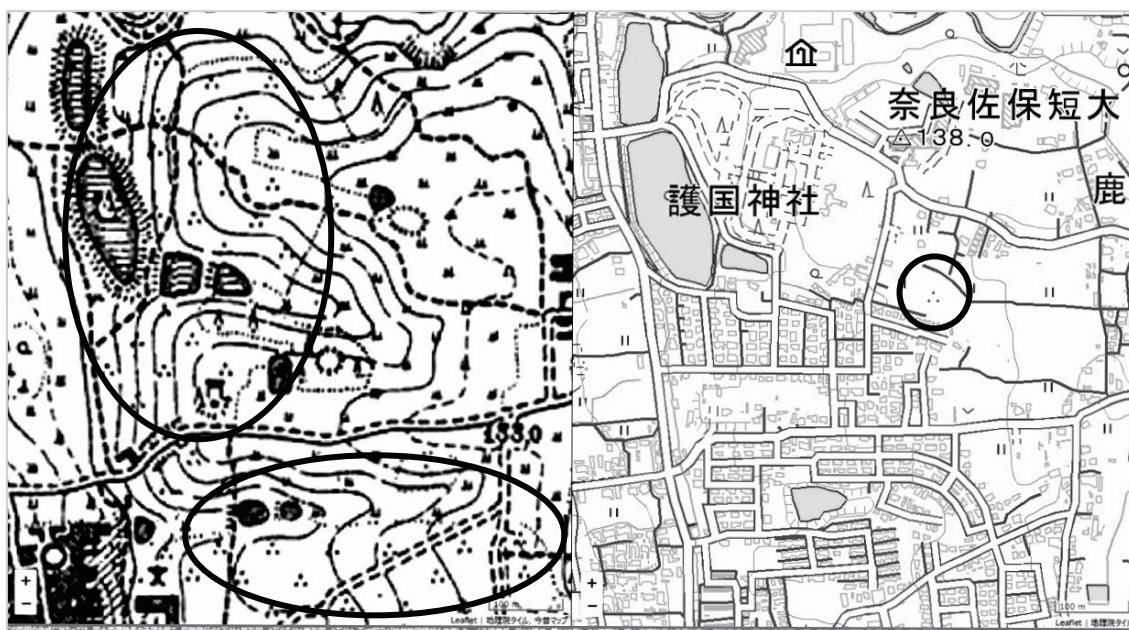 133.0
+
−
100 m
Leaflet | 地理院タイル, 今昔マップ
奈良佐保短大
138.0
護国神社
鹿
+
−
100 m
Leaflet | 地理院タイル